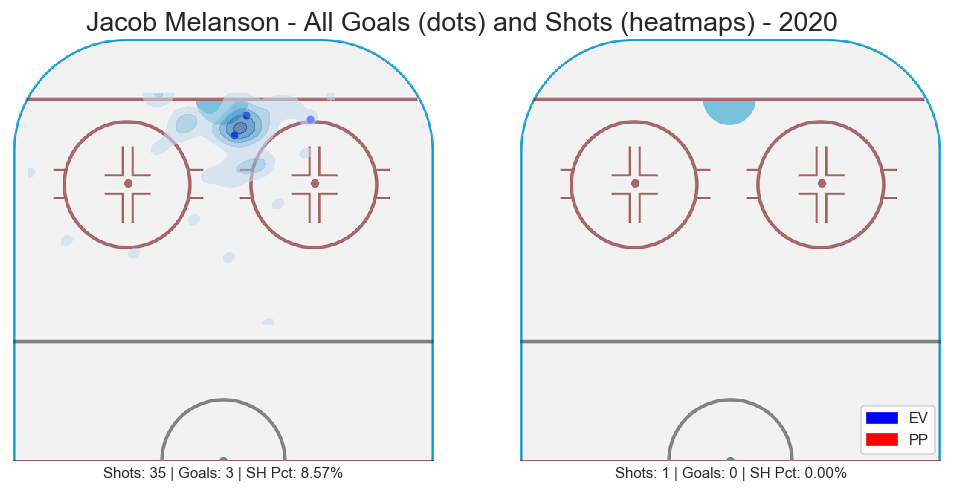 Jacob Melanson - All Goals (dots) and Shots (heatmaps) - 2020
EV
PP
Shots: 35 | Goals: 3 | SH Pct: 8.57%
Shots: 1 | Goals: 0 | SH Pct: 0.00%